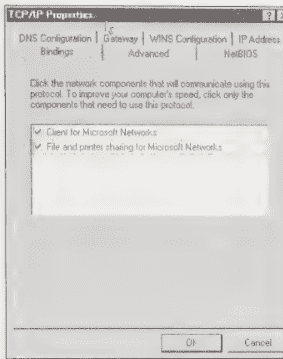 TCP/IP Properties
DNS Configuration | Gateway | WINS Configuration | IP Address
Bindings | Advanced | NetBIOS
Click the network components that will communicate using this
protocol. To improve your computer's speed, click only the
components that need to use this protocol.
Client for Microsoft Networks
File and printer sharing for Microsoft Networks
OK
Cancel